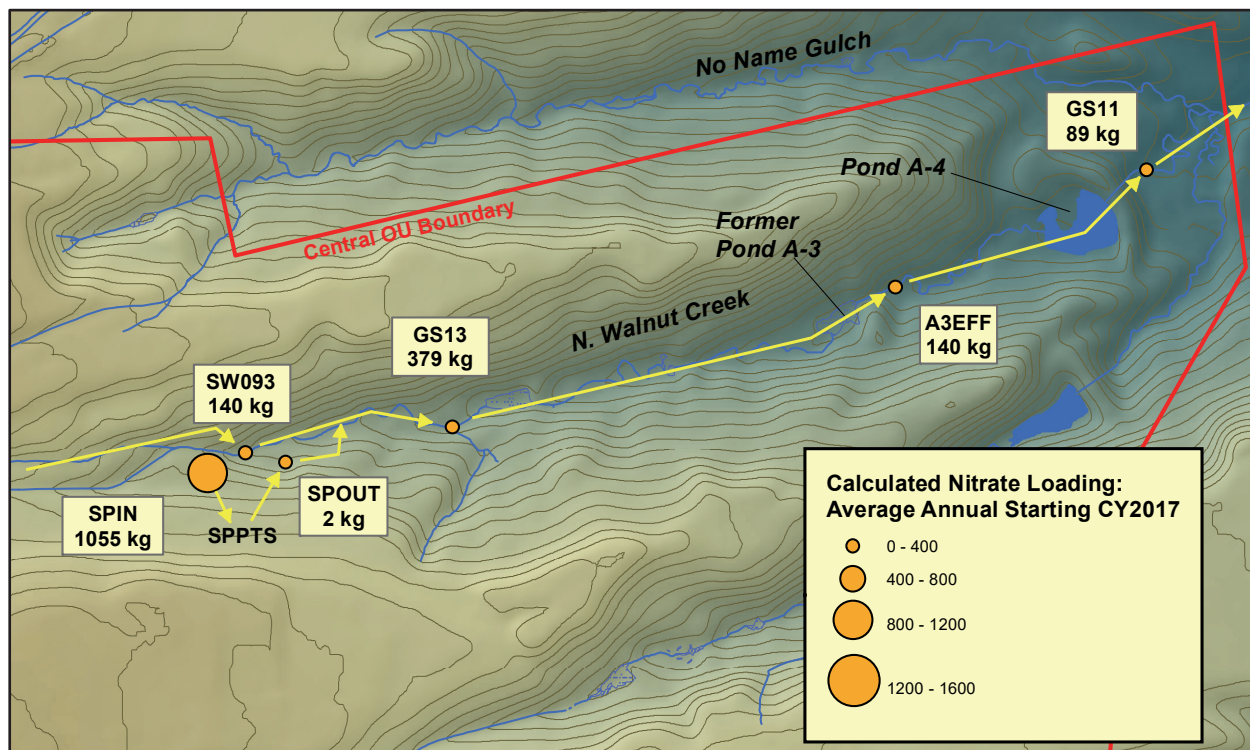 No Name Gulch
GS11
89 kg
Pond A-4
Central OU Boundary
Former
Pond A-3
N. Walnut Creek
A3EFF
140 kg
GS13
379 kg
SW093
140 kg
SPOUT
2 kg
SPIN
1055 kg
SPPTS
Calculated Nitrate Loading:
Average Annual Starting CY2017
0 - 400
400 - 800
800 - 1200
1200 - 1600